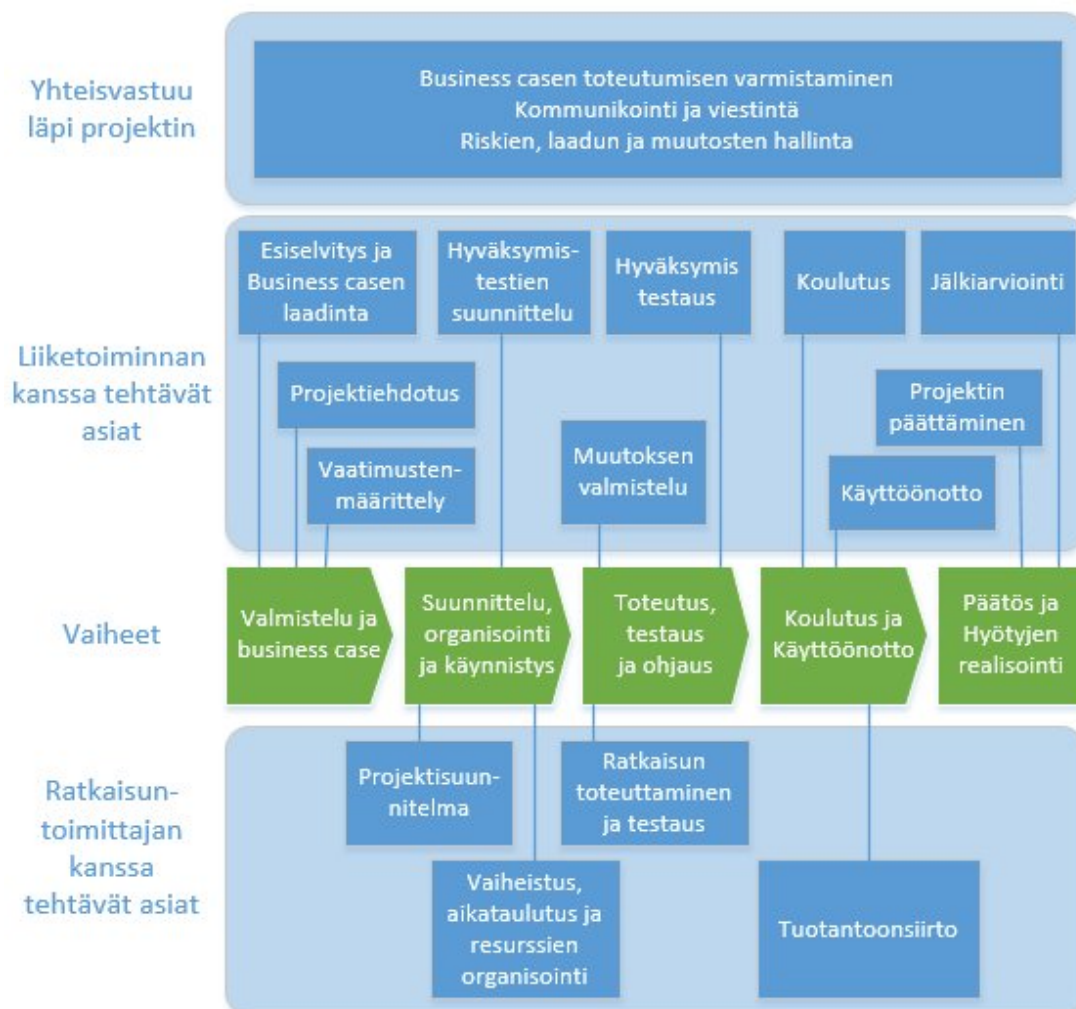 Yhteisvastuu
läpi projektin
Business casen toteutumisen varmistaminen
Kommunikointi ja viestintä
Riskien, laadun ja muutosten hallinta
Liiketoiminnan
kanssa tehtävät
asiat
Esiselvitys ja
Business casen
laadinta
Hyväksymis-
testien
suunnittelu
Hyväksymis
testaus
Koulutus
Jälkiarviointi
Projektiehdotus
Projektin
päättäminen
Vaatimusten-
määrittely
Muutoksen
valmistelu
Käyttöönotto
Vaiheet
Valmistelu ja
business case
Suunnittelu,
organisointi
ja käynnistys
Toteutus,
testaus
ja ohjaus
Koulutus ja
Käyttöönotto
Päätös ja
Hyötyjen
realisointi
Ratkaisun-
toimittajan
kanssa
tehtävät asiat
Projektisuun-
nitelma
Ratkaisun
toteuttaminen
ja testaus
Vaiheistus,
aikataulutus ja
resurssien
organisointi
Tuotantoonsiirto